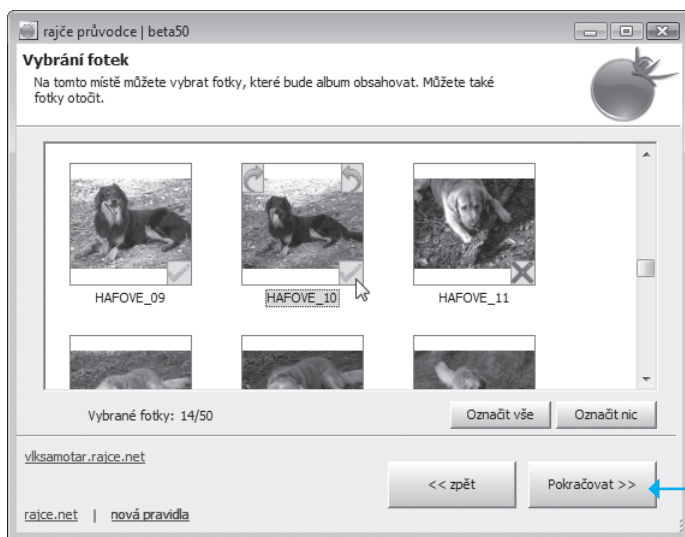 rajče průvodce | beta50
Vybrání fotek
Na tomto místě můžete vybrat fotky, které bude album obsahovat. Můžete také
fotky otočit.
HAFOVE_09
HAFOVE_10
HAFOVE_11
Vybrané fotky: 14/50
Označit vše
Označit nic
vlksamotar.rajce.net
<< zpět
Pokračovat >>
rajce.net | nová pravidla